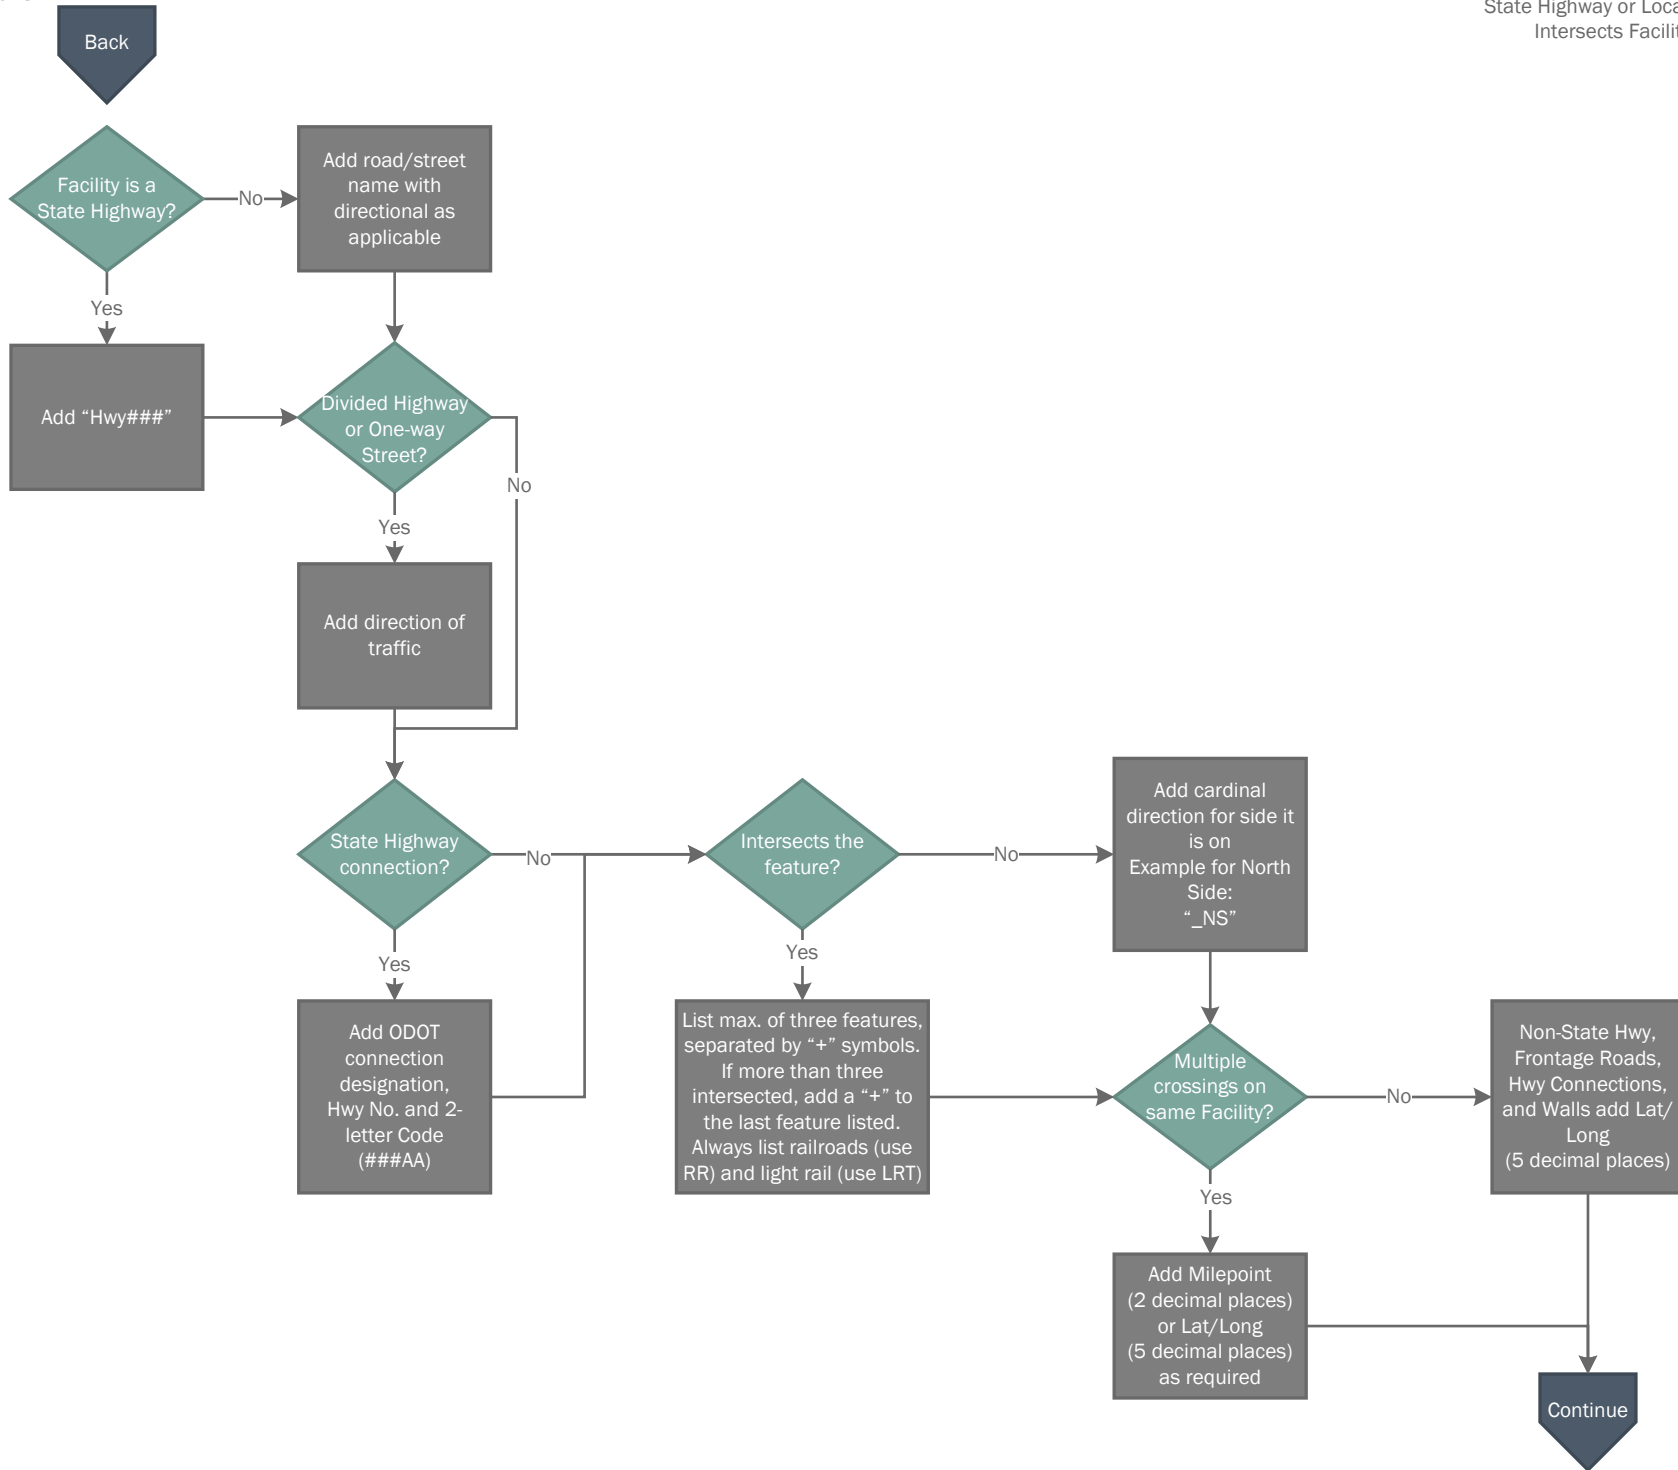 State Highway or Loca
Intersects Facilit
Back
Facility is a
State Highway?
No
Add road/street
name with
directional as
applicable
Yes
Add “Hwy###”
Divided Highway
or One-way
Street?
No
Yes
Add direction of
traffic
State Highway
connection?
No
Intersects the
feature?
No
Add cardinal
direction for side it
is on
Example for North
Side:
“_NS”
Yes
Yes
Add ODOT
connection
designation,
Hwy No. and 2-
letter Code
(###AA)
List max. of three features,
separated by “+” symbols.
If more than three
intersected, add a “+” to
the last feature listed.
Always list railroads (use
RR) and light rail (use LRT)
Multiple
crossings on
same Facility?
No
Non-State Hwy,
Frontage Roads,
Hwy Connections,
and Walls add Lat/
Long
(5 decimal places)
Yes
Add Milepoint
(2 decimal places)
or Lat/Long
(5 decimal places)
as required
Continue